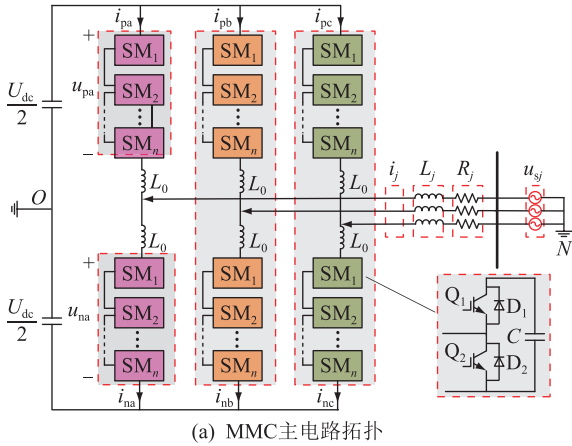 i_pa i_pb i_pc
+ SM_1 SM_1 SM_1
U_dc/2 u_pa SM_2 SM_2 SM_2
− SM_n SM_n SM_n
L_0 L_0 L_0 i_j L_j R_j u_sj
O
L_0 L_0 L_0 N
+ SM_1 SM_1 SM_1
U_dc/2 u_na SM_2 SM_2 SM_2
Q_1 D_1 C
Q_2 D_2
− SM_n SM_n SM_n
i_na i_nb i_nc
(a) MMC主电路拓扑